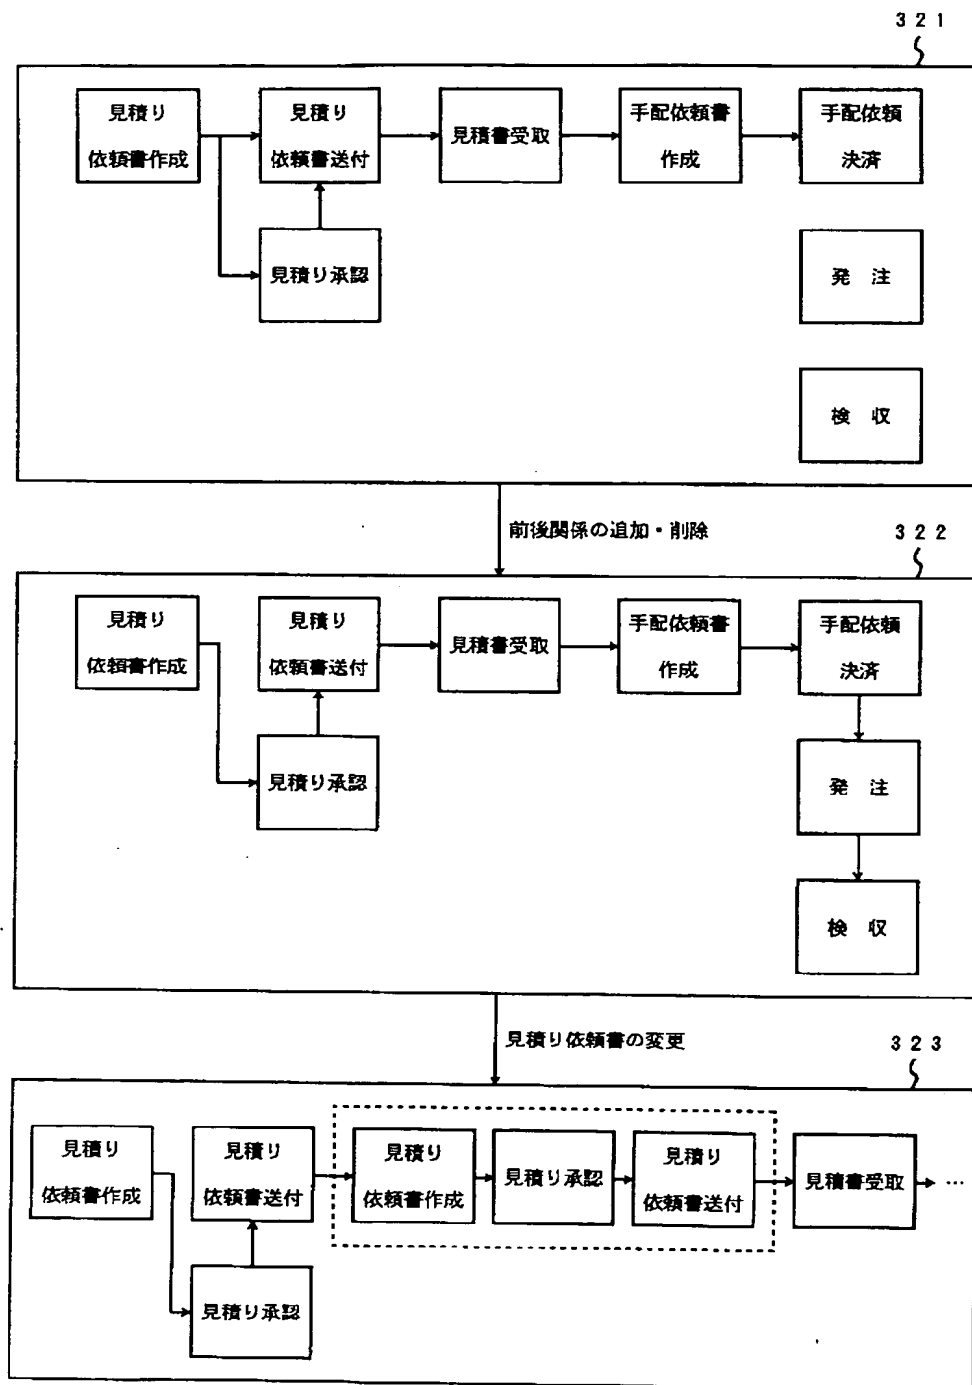 321
見積り
依頼書作成
見積り
依頼書送付
見積書受取
手配依頼書
作成
手配依頼
決済
見積り承認
発 注
検 収
前後関係の追加・削除
322
見積り
依頼書作成
見積り
依頼書送付
見積書受取
手配依頼書
作成
手配依頼
決済
見積り承認
発 注
検 収
見積り依頼書の変更
323
見積り
依頼書作成
見積り
依頼書送付
見積り
依頼書作成
見積り承認
見積り
依頼書送付
見積書受取
…
見積り承認